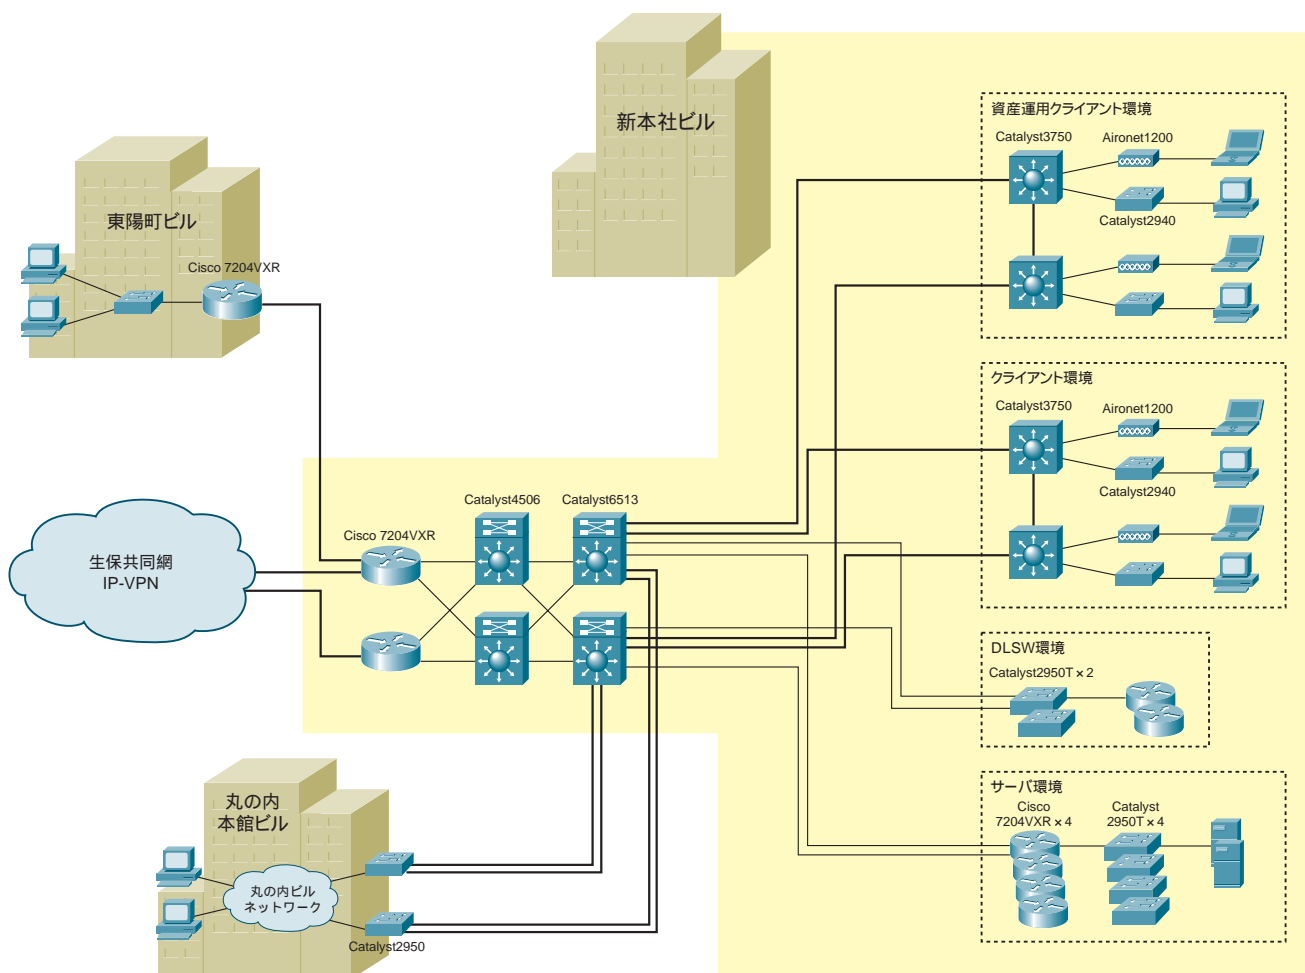 新本社ビル
資産運用クライアント環境
Catalyst3750
Aironet1200
Catalyst2940
東陽町ビル
Cisco 7204VXR
クライアント環境
Catalyst3750
Aironet1200
Catalyst2940
Catalyst4506
Catalyst6513
Cisco 7204VXR
生保共同網
IP-VPN
DLSW環境
Catalyst2950T×2
サーバ環境
Cisco
7204VXR×4
Catalyst
2950T×4
丸の内
本館ビル
丸の内ビル
ネットワーク
Catalyst2950